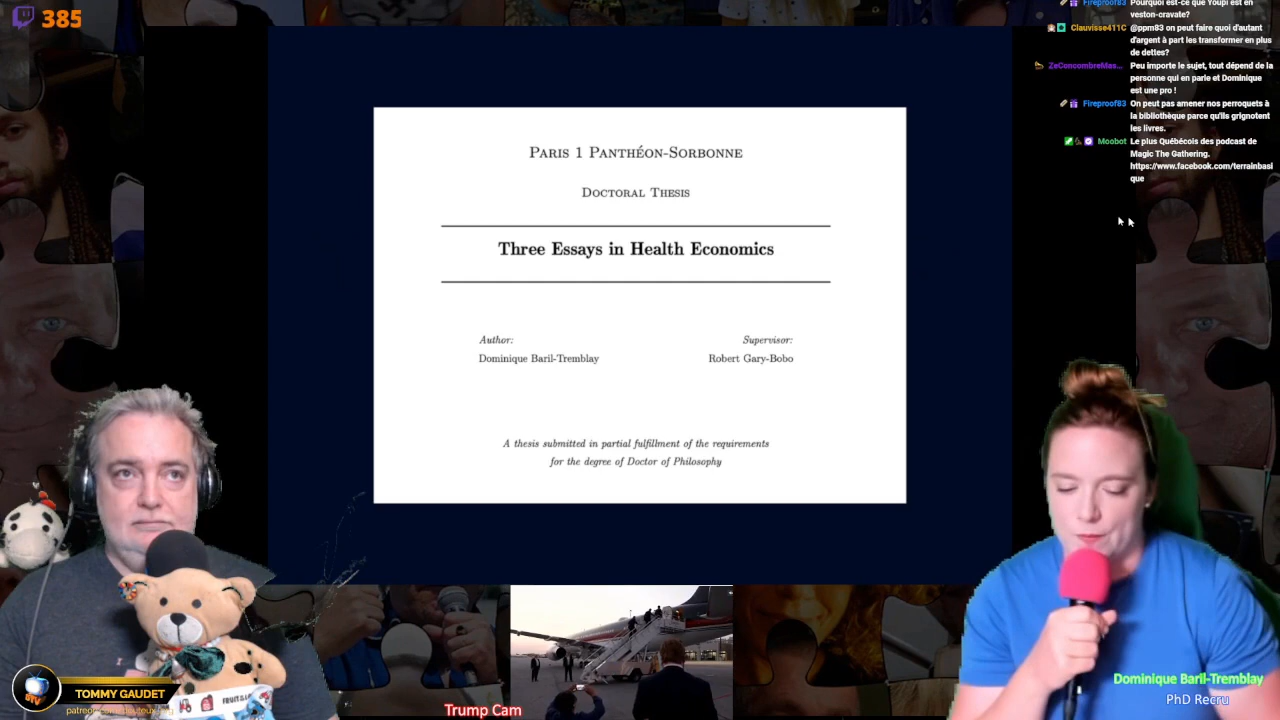 385
Fireproof83 Pourquoi est-ce que Youpi est en
veston-cravate?
Clauvisse411C @ppm83 on peut faire quoi d'autant
d'argent à part les transformer en plus
de dettes?
ZeConcombreMas... Peu importe le sujet, tout dépend de la
personne qui en parle et Dominique
est une pro !
Fireproof83 On peut pas amener nos perroquets à
la bibliothèque parce qu'ils grignotent
les livres.
Moobot Le plus Québécois des podcast de
Magic The Gathering.
https://www.facebook.com/terrainbasi
que
Paris 1 Panthéon-Sorbonne
Doctoral Thesis
Three Essays in Health Economics
Author:
Dominique Baril-Tremblay
Supervisor:
Robert Gary-Bobo
A thesis submitted in partial fulfillment of the requirements
for the degree of Doctor of Philosophy
TOMMY GAUDET
Trump Cam
Dominique Baril-Tremblay
PhD Recru